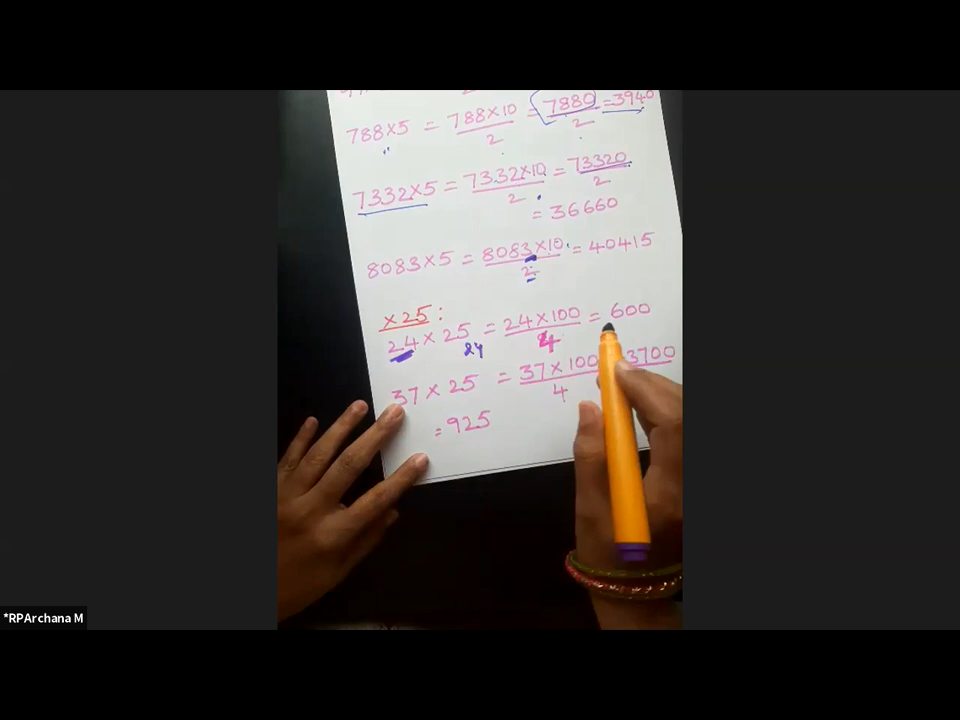 788×5 = 788×10/2 = 7880/2 = 3940
7332×5 = 7332×10/2 = 73320/2
= 36660
8083×5 = 8083×10/2 = 40415
×25:
24 × 25 = 24×100/4 = 600
24
37 × 25 = 37×100/4 3700
= 925
*RPArchana M